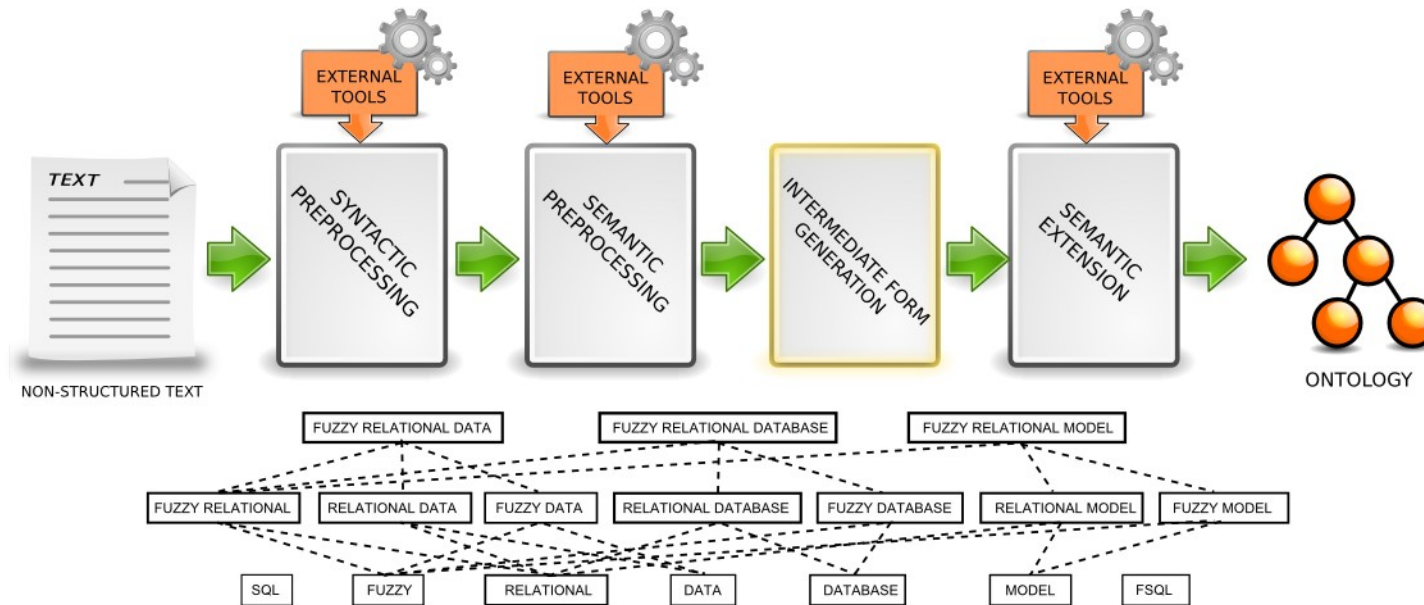 EXTERNAL
TOOLS
EXTERNAL
TOOLS
EXTERNAL
TOOLS
TEXT
SYNTACTIC
PREPROCESSING
SEMANTIC
PREPROCESSING
INTERMEDIATE FORM
GENERATION
SEMANTIC
EXTENSION
NON-STRUCTURED TEXT
ONTOLOGY
FUZZY RELATIONAL DATA
FUZZY RELATIONAL DATABASE
FUZZY RELATIONAL MODEL
FUZZY RELATIONAL
RELATIONAL DATA
FUZZY DATA
RELATIONAL DATABASE
FUZZY DATABASE
RELATIONAL MODEL
FUZZY MODEL
SQL
FUZZY
RELATIONAL
DATA
DATABASE
MODEL
FSQL